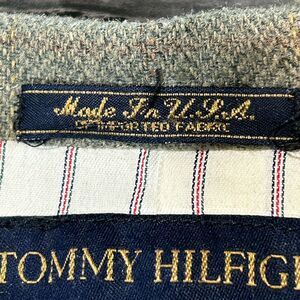 Made In U.S.A.
OF IMPORTED FABRIC
TOMMY HILFIG